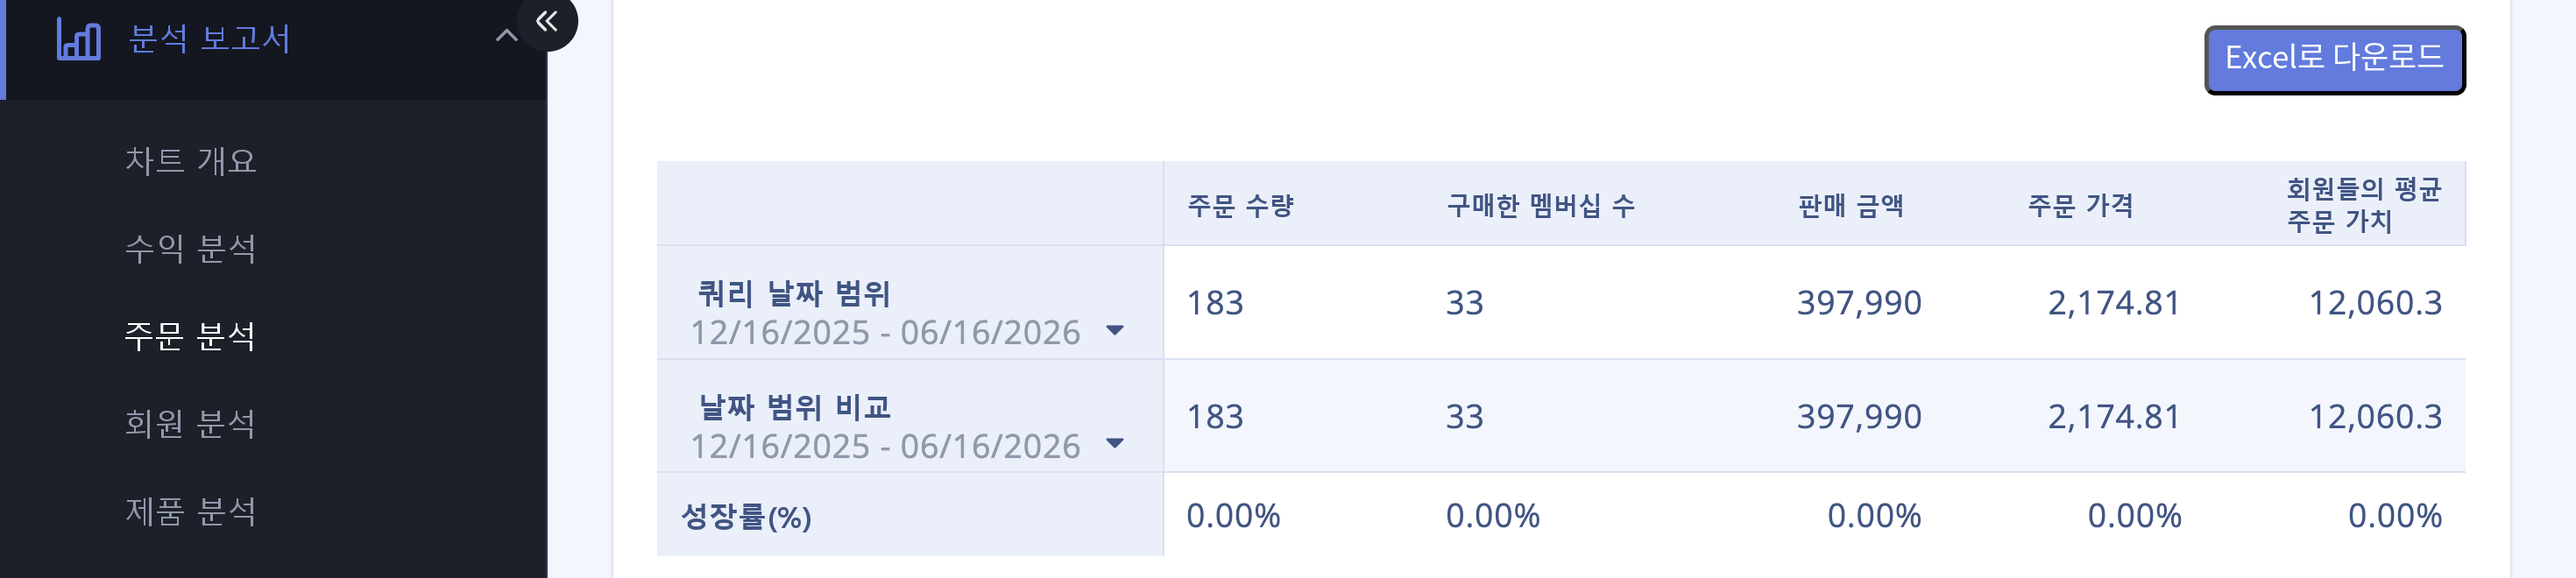 분석 보고서
차트 개요
수익 분석
주문 분석
회원 분석
제품 분석
Excel로 다운로드
주문 수량 구매한 멤버십 수 판매 금액 주문 가격 회원들의 평균
주문 가치
쿼리 날짜 범위
12/16/2025 - 06/16/2026 183 33 397,990 2,174.81 12,060.3
날짜 범위 비교
12/16/2025 - 06/16/2026 183 33 397,990 2,174.81 12,060.3
성장률(%) 0.00% 0.00% 0.00% 0.00% 0.00%